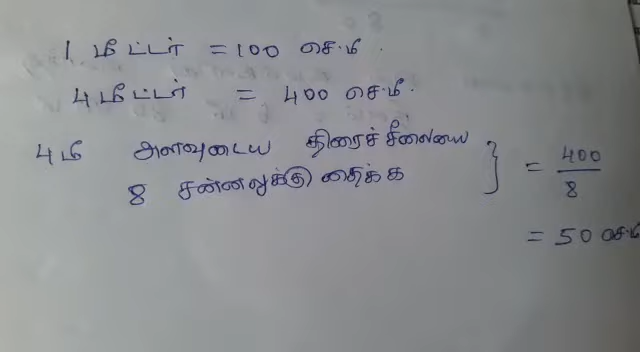 1 மீட்டர் = 100 செ.மீ.
4 மீட்டர் = 400 செ.மீ.
4 மீ அளவுடைய திரைச்சீலையை
8 சன்னலுக்கு தைக்க } = 400/8
= 50 செ.மீ